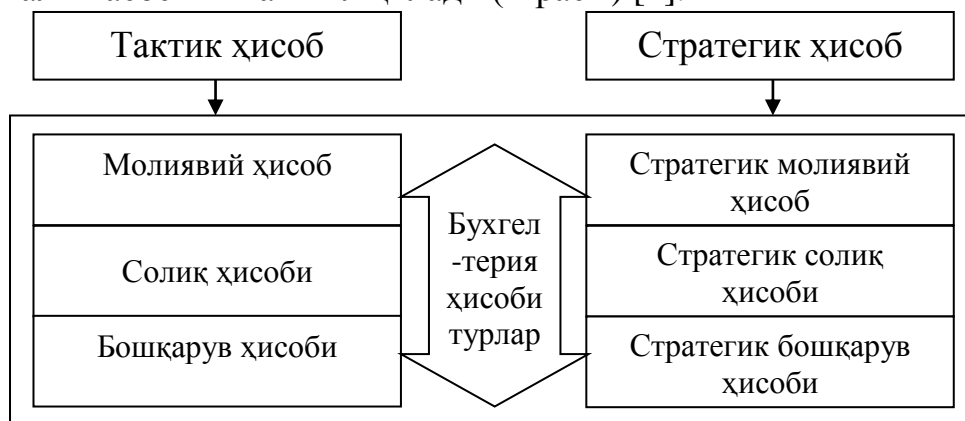 Тактик ҳисоб
Стратегик ҳисоб
Молиявий ҳисоб
Солиқ ҳисоби
Бошқарув ҳисоби
Бухгел
-терия
ҳисоби
турлар
Стратегик молиявий
ҳисоб
Стратегик солиқ
ҳисоби
Стратегик бошқарув
ҳисоби